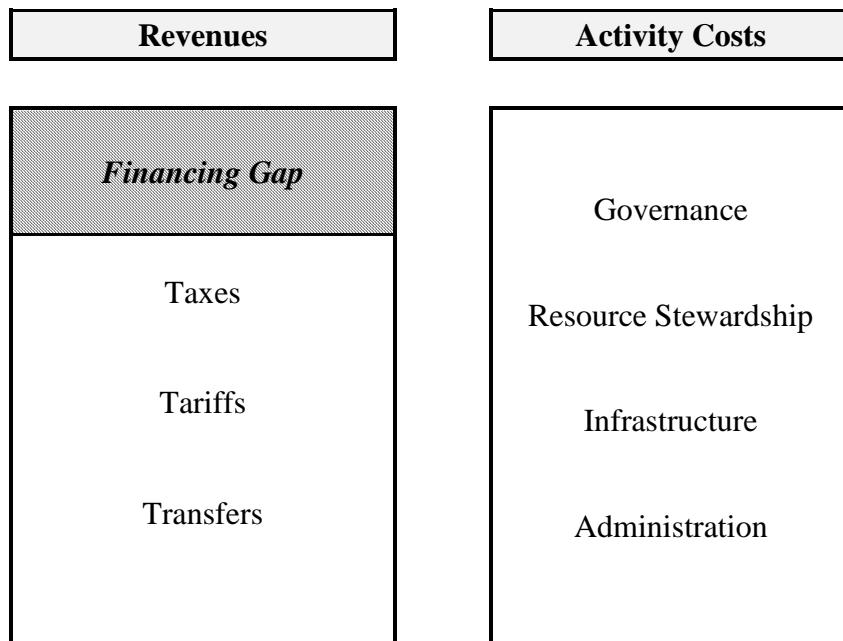 Revenues
Activity Costs
Financing Gap
Taxes
Tariffs
Transfers
Governance
Resource Stewardship
Infrastructure
Administration